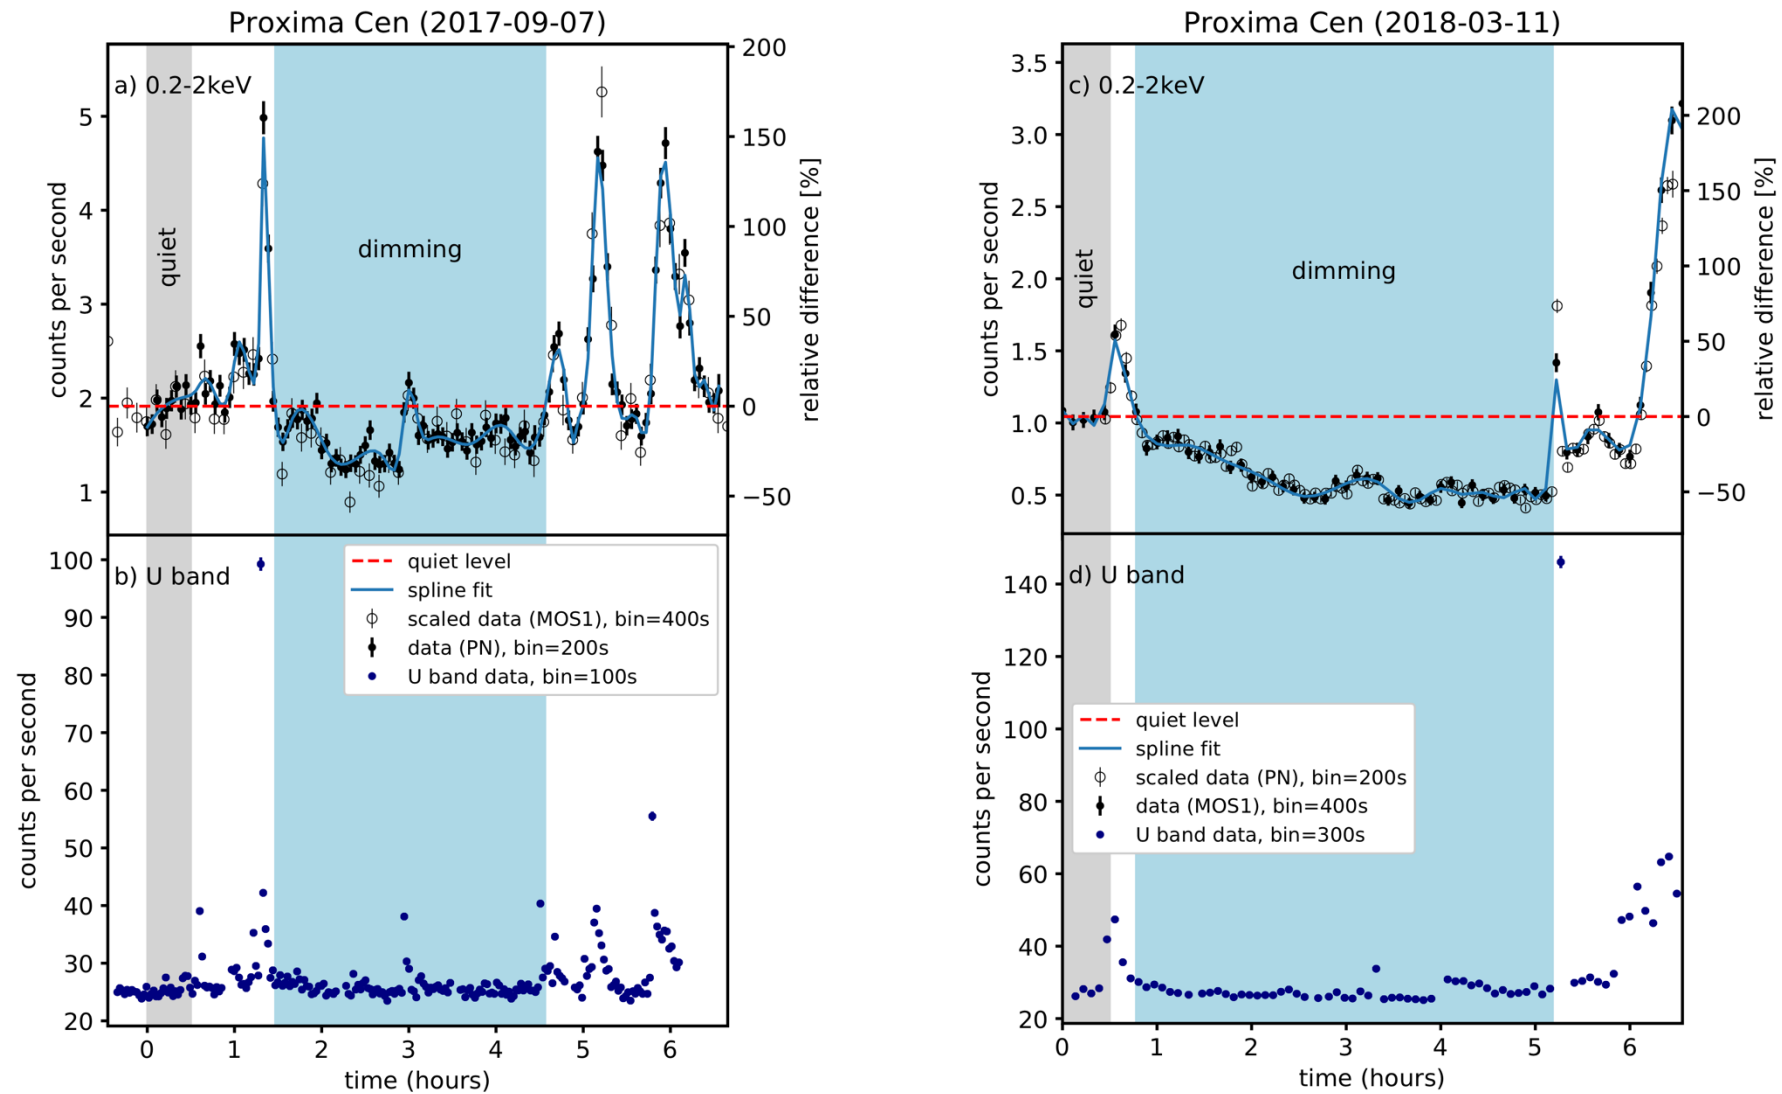 Proxima Cen (2017-09-07)
a) 0.2-2keV
quiet
dimming
counts per second
5
4
3
2
1
200
150
100
50
0
−50
relative difference [%]
b) U band
quiet level
spline fit
scaled data (MOS1), bin=400s
data (PN), bin=200s
U band data, bin=100s
counts per second
100
90
80
70
60
50
40
30
20
0 1 2 3 4 5 6
time (hours)
Proxima Cen (2018-03-11)
c) 0.2-2keV
quiet
dimming
counts per second
3.5
3.0
2.5
2.0
1.5
1.0
0.5
200
150
100
50
0
−50
relative difference [%]
d) U band
quiet level
spline fit
scaled data (PN), bin=200s
data (MOS1), bin=400s
U band data, bin=300s
counts per second
140
120
100
80
60
40
20
0 1 2 3 4 5 6
time (hours)